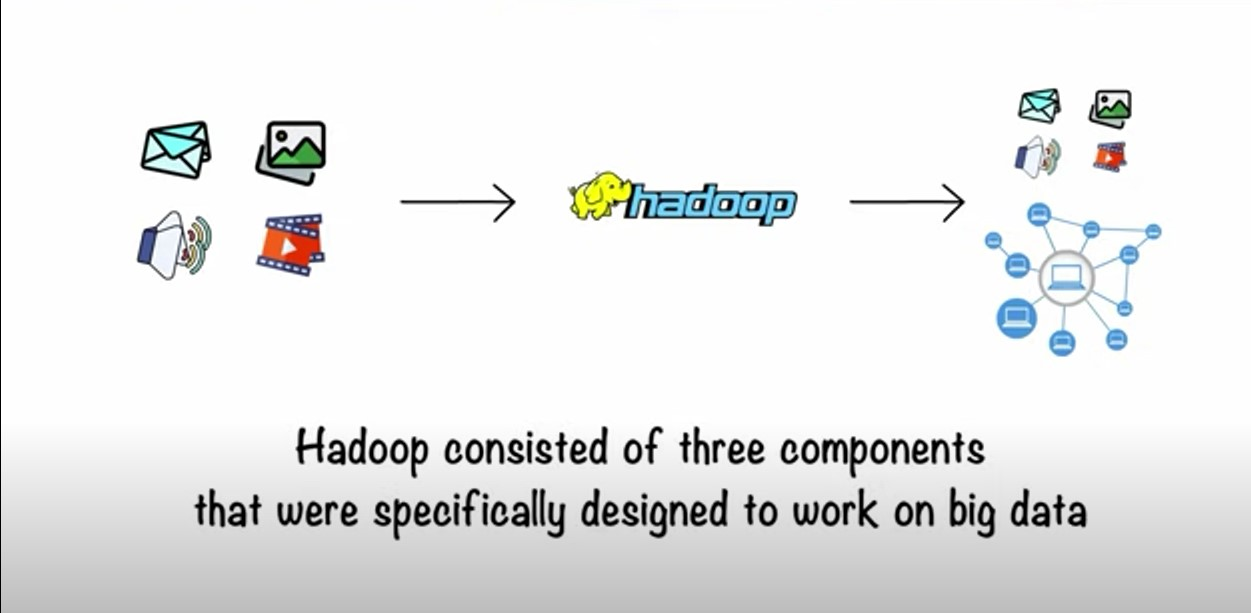 hadoop
Hadoop consisted of three components
that were specifically designed to work on big data